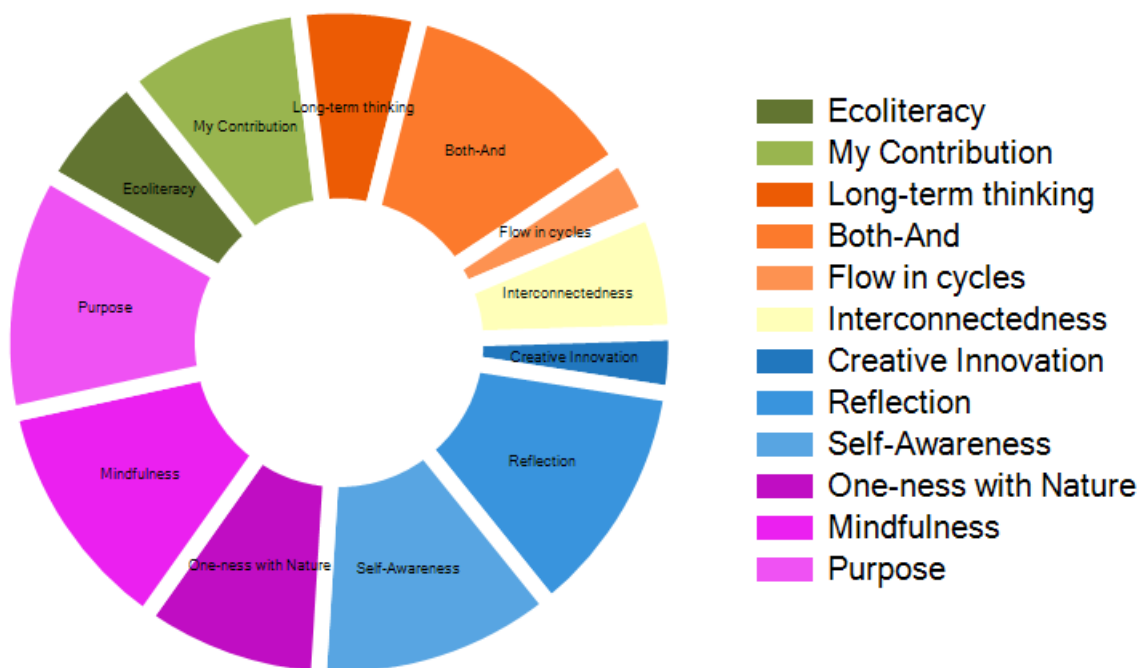 Long-term thinking
My Contribution
Both-And
Ecoliteracy
Flow in cycles
Interconnectedness
Purpose
Creative Innovation
Reflection
Mindfulness
One-ness with Nature
Self-Awareness
Ecoliteracy
My Contribution
Long-term thinking
Both-And
Flow in cycles
Interconnectedness
Creative Innovation
Reflection
Self-Awareness
One-ness with Nature
Mindfulness
Purpose